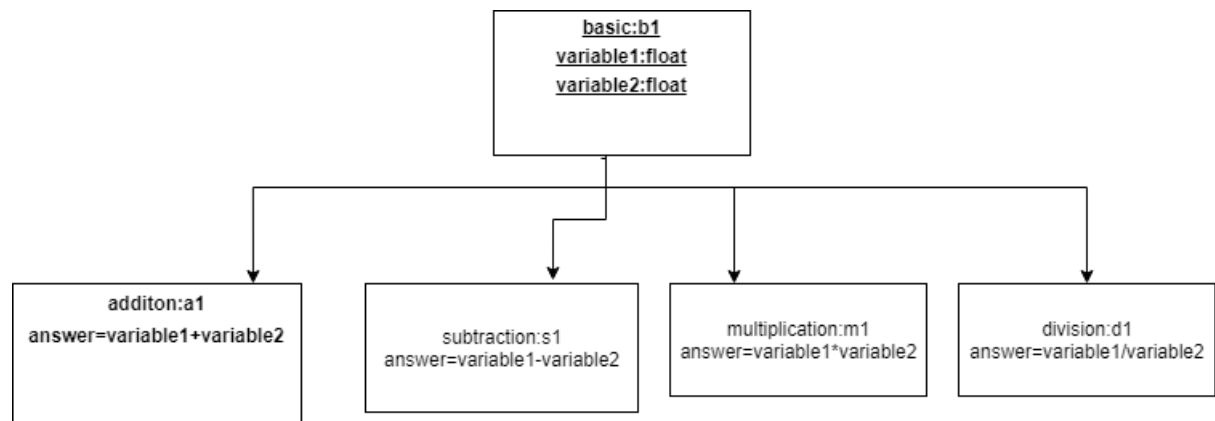 basic:b1
variable1:float
variable2:float
additon:a1
answer=variable1+variable2
subtraction:s1
answer=variable1-variable2
multiplication:m1
answer=variable1*variable2
division:d1
answer=variable1/variable2